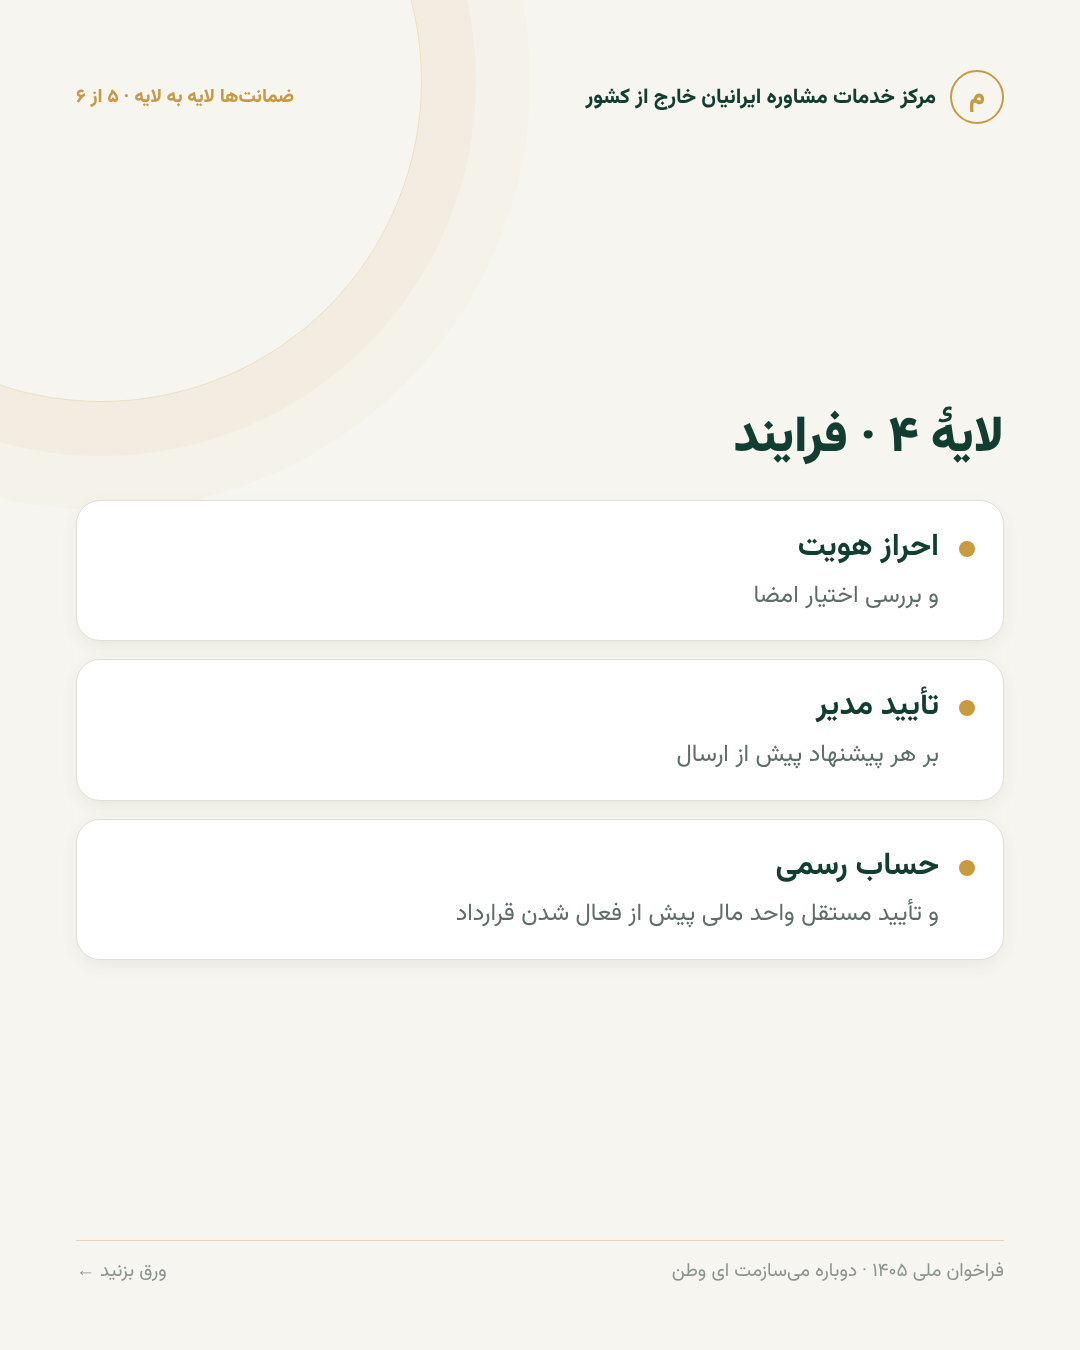 م
مرکز خدمات مشاوره ایرانیان خارج از کشور
ضمانت‌ها لایه به لایه · ۵ از ۶
لایهٔ ۴ · فرایند
احراز هویت
و بررسی اختیار امضا
تأیید مدیر
بر هر پیشنهاد پیش از ارسال
حساب رسمی
و تأیید مستقل واحد مالی پیش از فعال شدن قرارداد
فراخوان ملی ۱۴۰۵ · دوباره می‌سازمت ای وطن
ورق بزنید ←